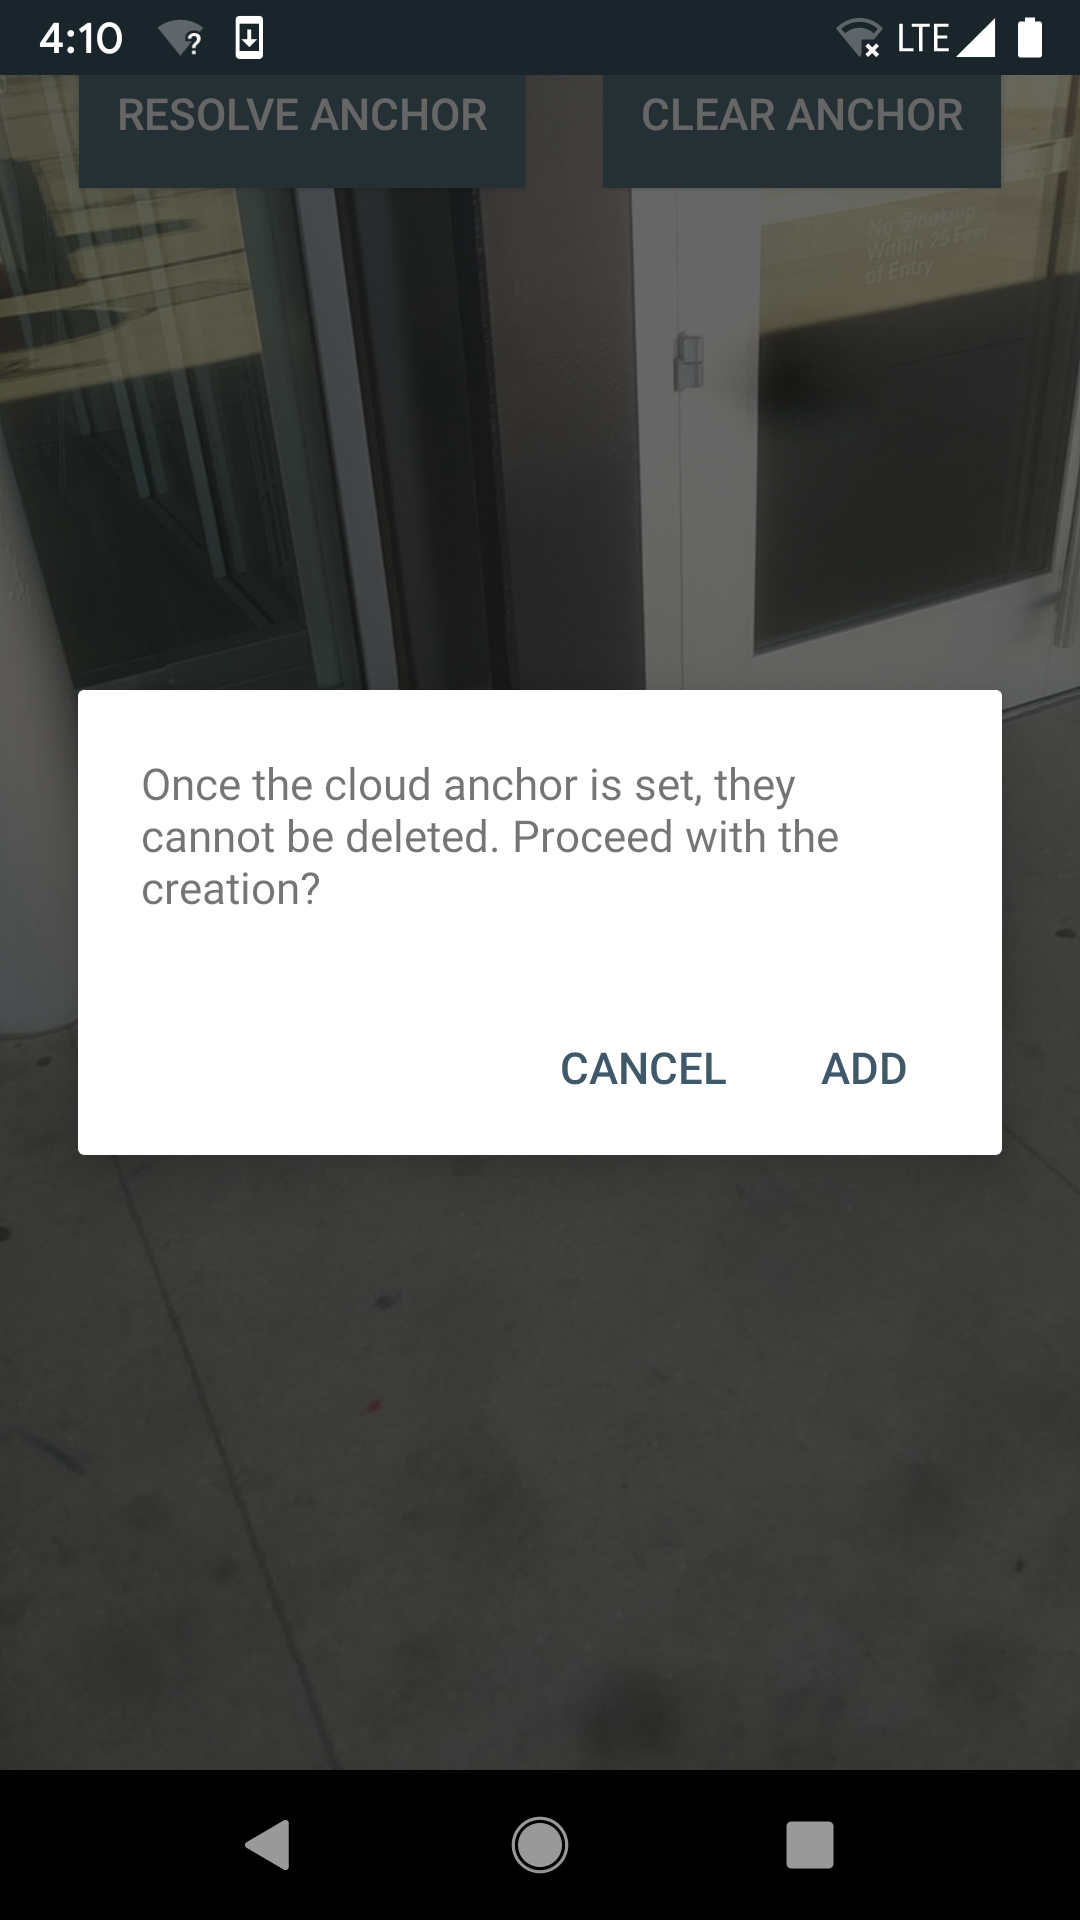 4:10
LTE
RESOLVE ANCHOR
CLEAR ANCHOR
No Smoking
Within 25 Feet
of Entry
Once the cloud anchor is set, they
cannot be deleted. Proceed with the
creation?
CANCEL
ADD